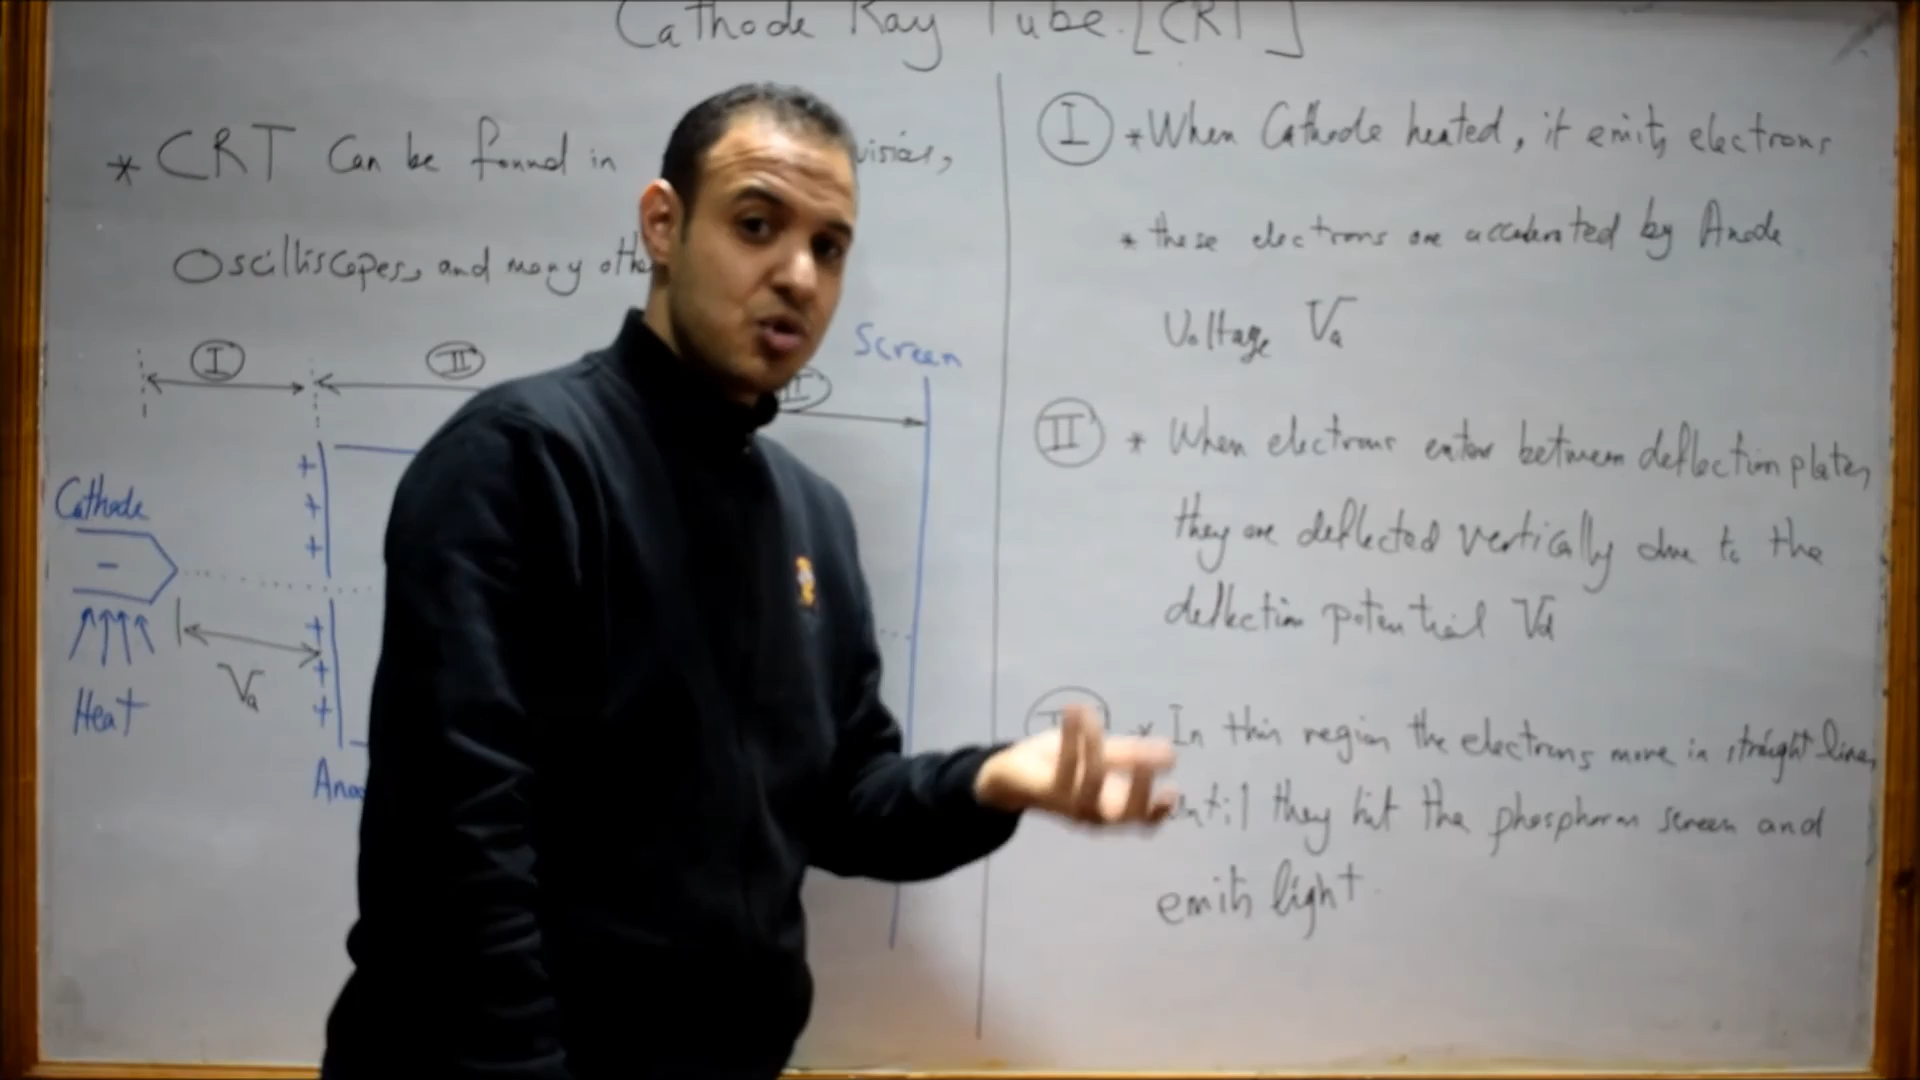 Cathode Ray Tube. [CRT]
* CRT Can be found in
Oscilliscopes, and many othe
I
II
Screen
+
+
+
Cathode
-
+
+
+
Va
Heat
I * When Cathode heated, it emits electrons
* these electrons are accelerated by Anode
Voltage Va
II * When electrons enter between deflection plates
they are deflected vertically due to the
deflection potential Vd
* In this region the electrons move in straight lines
until they hit the phosphorus screen and
emits light.